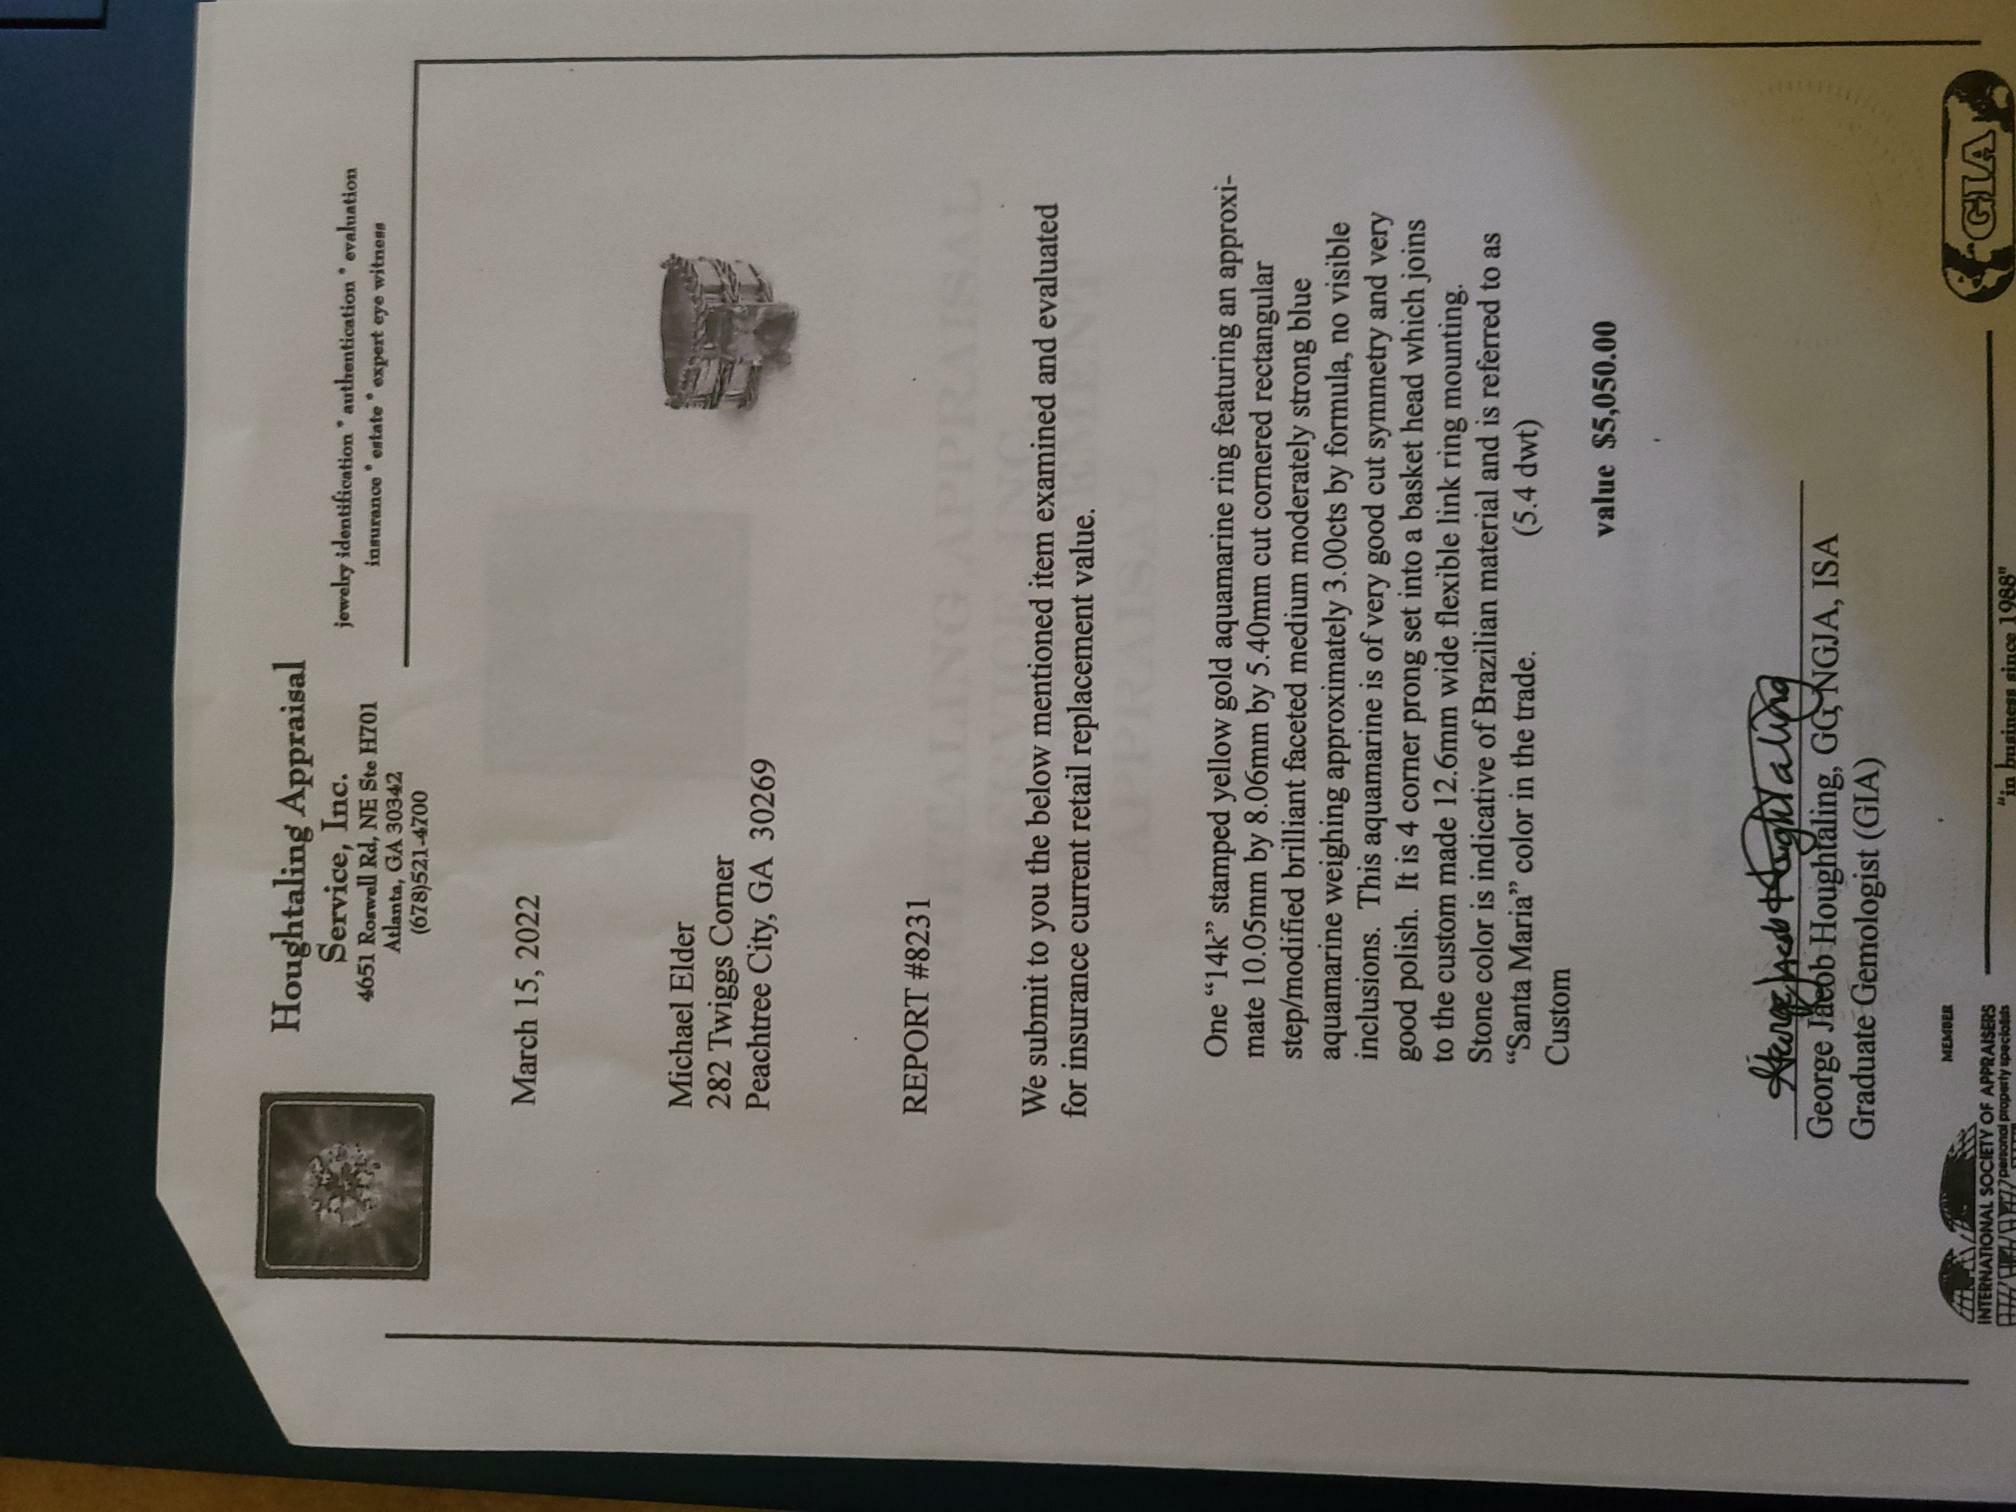 Houghtaling Appraisal
Service, Inc.
4651 Roswell Rd, NE Ste H701
Atlanta, GA 30342
(678)521-4700
jewelry identification * authentication * evaluation
insurance * estate * expert eye witness
March 15, 2022
Michael Elder
282 Twiggs Corner
Peachtree City, GA 30269
REPORT #8231
HOUGHTALING APPRAISAL
SERVICE, INC.
APPRAISAL
We submit to you the below mentioned item examined and evaluated
for insurance current retail replacement value.
One “14k” stamped yellow gold aquamarine ring featuring an approxi-
mate 10.05mm by 8.06mm by 5.40mm cut cornered rectangular
step/modified brilliant faceted medium moderately strong blue
aquamarine weighing approximately 3.00cts by formula, no visible
inclusions. This aquamarine is of very good cut symmetry and very
good polish. It is 4 corner prong set into a basket head which joins
to the custom made 12.6mm wide flexible link ring mounting.
Stone color is indicative of Brazilian material and is referred to as
“Santa Maria” color in the trade. (5.4 dwt)
Custom
value $5,050.00
George Jacob Houghtaling
George Jacob Houghtaling, GG, NGJA, ISA
Graduate Gemologist (GIA)
MEMBER
INTERNATIONAL SOCIETY OF APPRAISERS
personal property specialists
"in business since 1988"
GIA